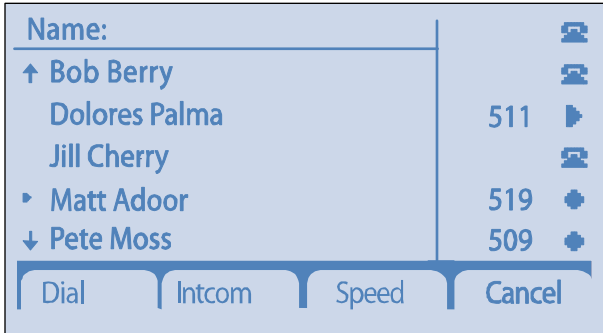 Name:
Bob Berry
Dolores Palma 511
Jill Cherry
Matt Adoor 519
Pete Moss 509
Dial Intcom Speed Cancel